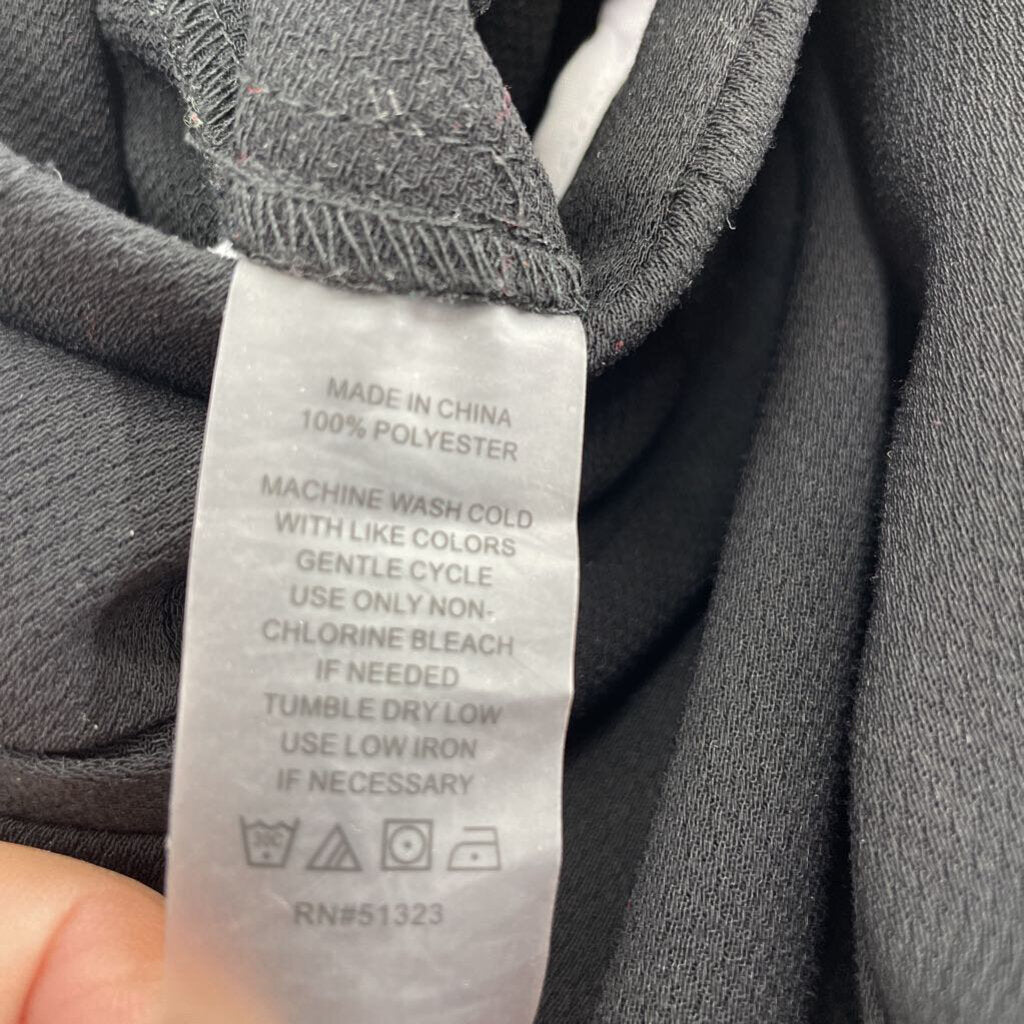 MADE IN CHINA
100% POLYESTER
MACHINE WASH COLD
WITH LIKE COLORS
GENTLE CYCLE
USE ONLY NON-
CHLORINE BLEACH
IF NEEDED
TUMBLE DRY LOW
USE LOW IRON
IF NECESSARY
30C
RN#51323